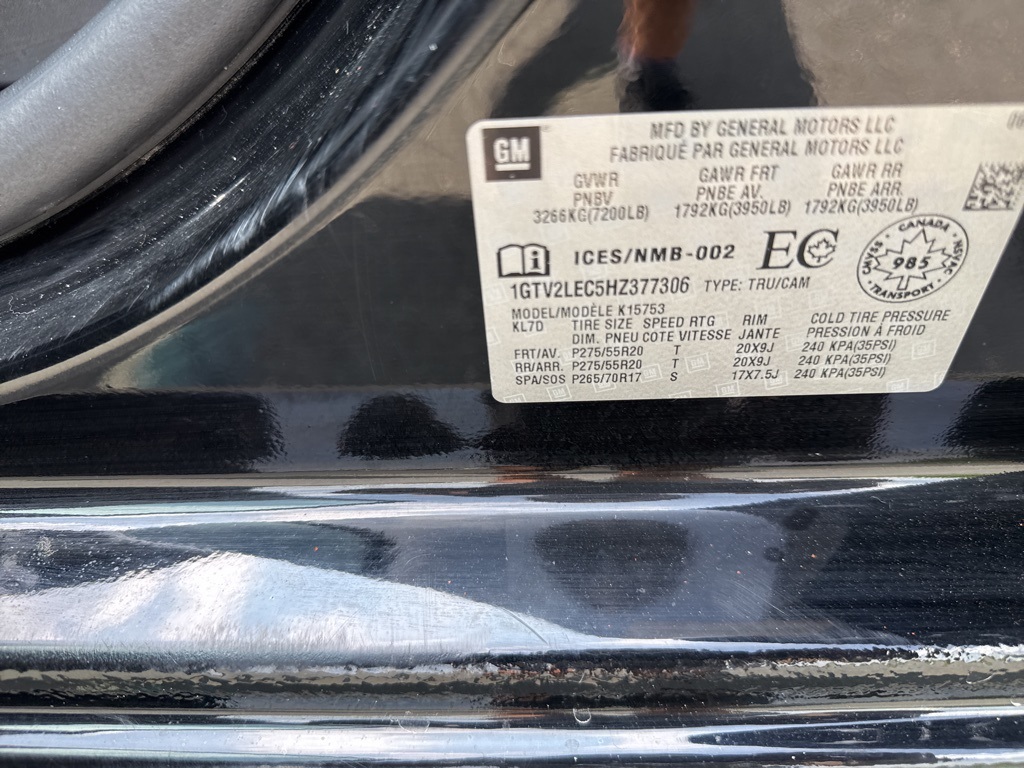 GM
MFD BY GENERAL MOTORS LLC
FABRIQUÉ PAR GENERAL MOTORS LLC
GVWR GAWR FRT GAWR RR
PNBV PNBE AV. PNBE ARR.
3266KG(7200LB) 1792KG(3950LB) 1792KG(3950LB)
ICES/NMB-002 EC
CANADA
CMVSS 985 NSVAC
TRANSPORT
1GTV2LEC5HZ377306 TYPE: TRU/CAM
MODEL/MODÈLE K15753
KL7D TIRE SIZE SPEED RTG RIM COLD TIRE PRESSURE
DIM. PNEU COTE VITESSE JANTE PRESSION À FROID
FRT/AV. P275/55R20 T 20X9J 240 KPA(35PSI)
RR/ARR. P275/55R20 T 20X9J 240 KPA(35PSI)
SPA/SOS P265/70R17 S 17X7.5J 240 KPA(35PSI)